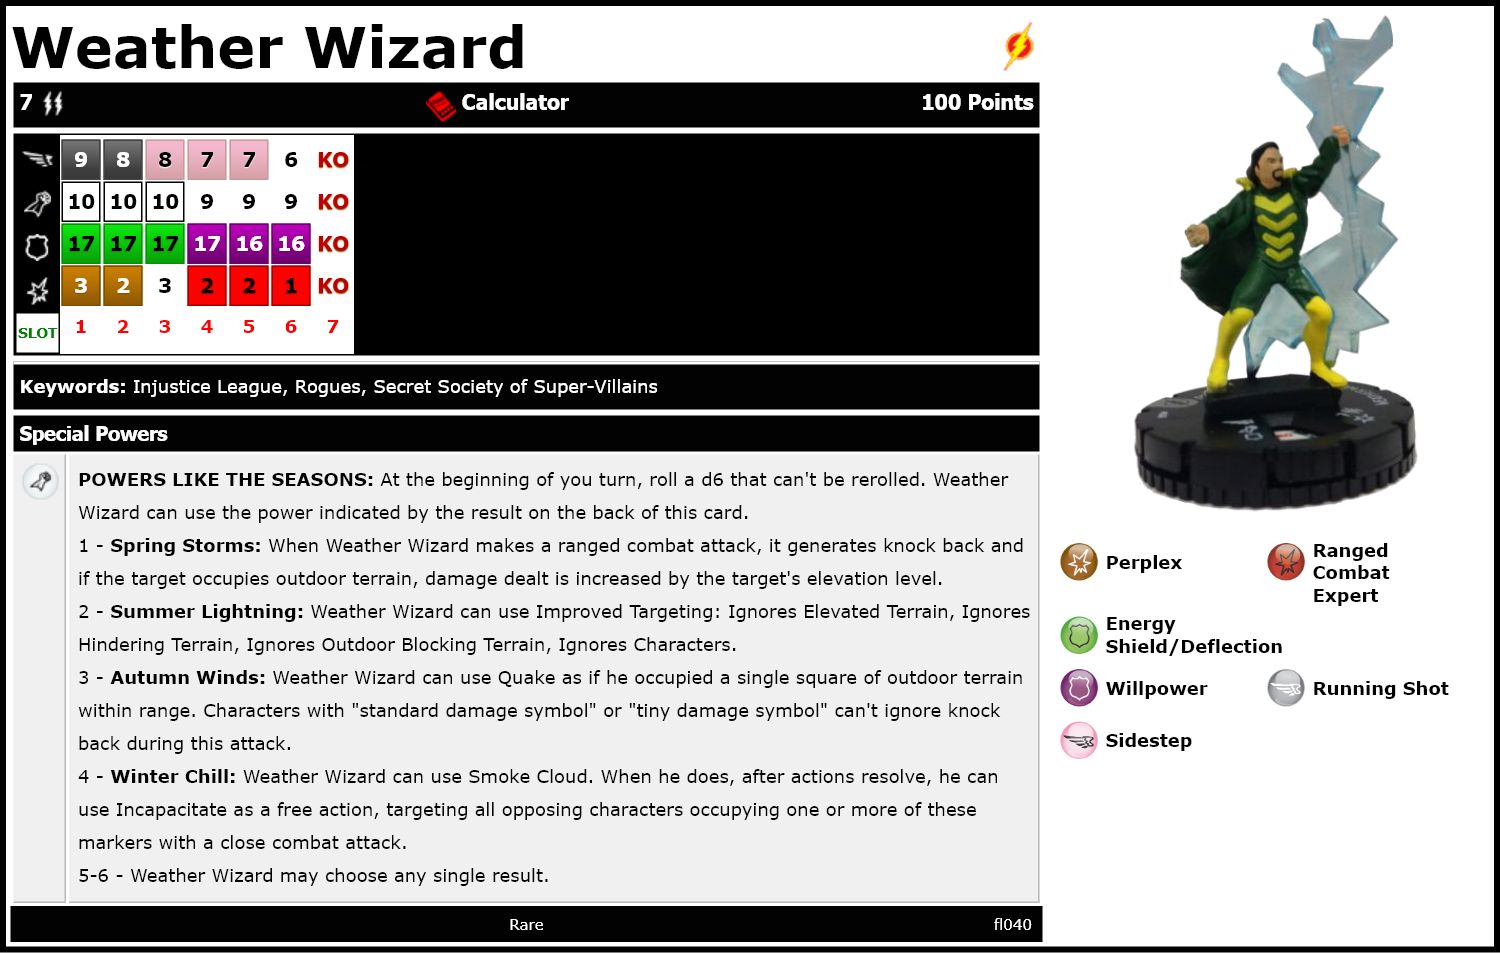 Weather Wizard
7 Calculator 100 Points
9 8 8 7 7 6 KO
10 10 10 9 9 9 KO
17 17 17 17 16 16 KO
3 2 3 2 2 1 KO
SLOT 1 2 3 4 5 6 7
Keywords: Injustice League, Rogues, Secret Society of Super-Villains
Special Powers
POWERS LIKE THE SEASONS: At the beginning of you turn, roll a d6 that can't be rerolled. Weather
Wizard can use the power indicated by the result on the back of this card.
1 - Spring Storms: When Weather Wizard makes a ranged combat attack, it generates knock back and
if the target occupies outdoor terrain, damage dealt is increased by the target's elevation level.
2 - Summer Lightning: Weather Wizard can use Improved Targeting: Ignores Elevated Terrain, Ignores
Hindering Terrain, Ignores Outdoor Blocking Terrain, Ignores Characters.
3 - Autumn Winds: Weather Wizard can use Quake as if he occupied a single square of outdoor terrain
within range. Characters with "standard damage symbol" or "tiny damage symbol" can't ignore knock
back during this attack.
4 - Winter Chill: Weather Wizard can use Smoke Cloud. When he does, after actions resolve, he can
use Incapacitate as a free action, targeting all opposing characters occupying one or more of these
markers with a close combat attack.
5-6 - Weather Wizard may choose any single result.
Rare fl040
Perplex
Ranged
Combat
Expert
Energy
Shield/Deflection
Willpower
Running Shot
Sidestep